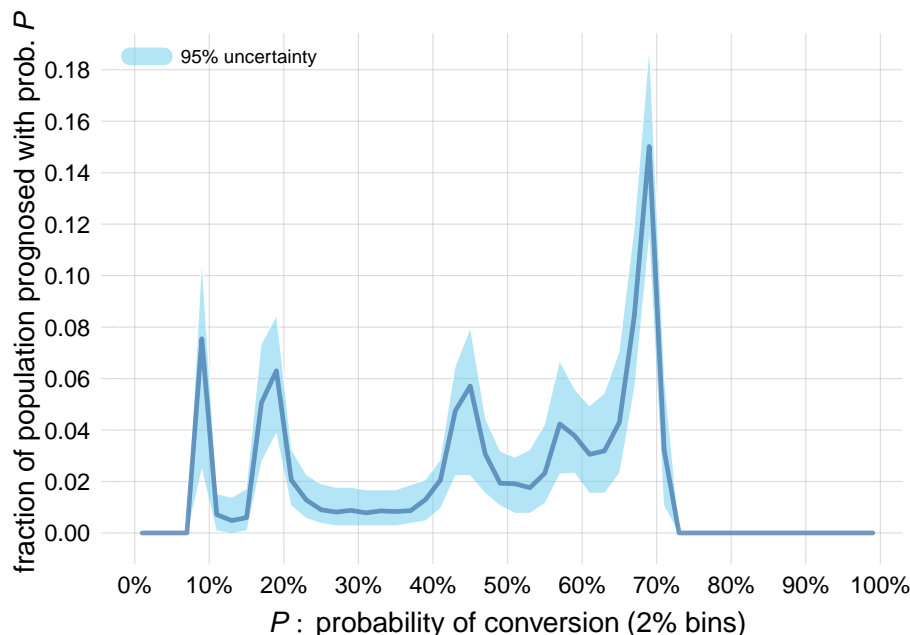 fraction of population prognosed with prob. P
95% uncertainty
0.18
0.16
0.14
0.12
0.10
0.08
0.06
0.04
0.02
0.00
0% 10% 20% 30% 40% 50% 60% 70% 80% 90% 100%
P : probability of conversion (2% bins)